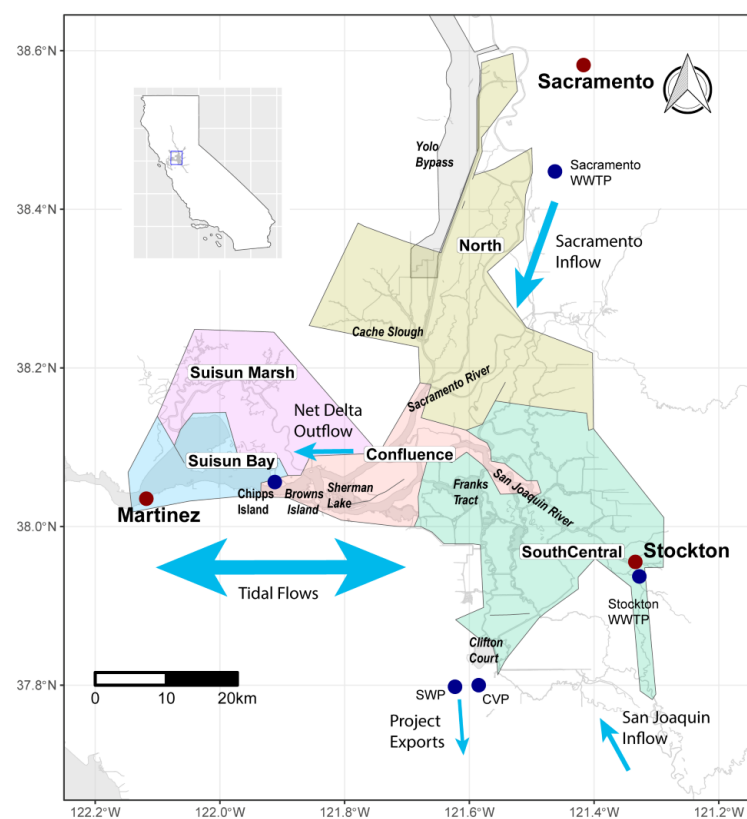 38.6°N
38.4°N
38.2°N
38.0°N
37.8°N
Sacramento
Yolo
Bypass
Sacramento
WWTP
North
Sacramento
Inflow
Cache Slough
Suisun Marsh
Sacramento River
Net Delta
Outflow
Confluence
Suisun Bay
Chipps
Island
Browns
Island
Sherman
Lake
Franks
Tract
San Joaquin River
Martinez
SouthCentral
Stockton
Tidal Flows
Stockton
WWTP
Clifton
Court
0 10 20km
SWP
CVP
Project
Exports
San Joaquin
Inflow
122.2°W 122.0°W 121.8°W 121.6°W 121.4°W 121.2°W